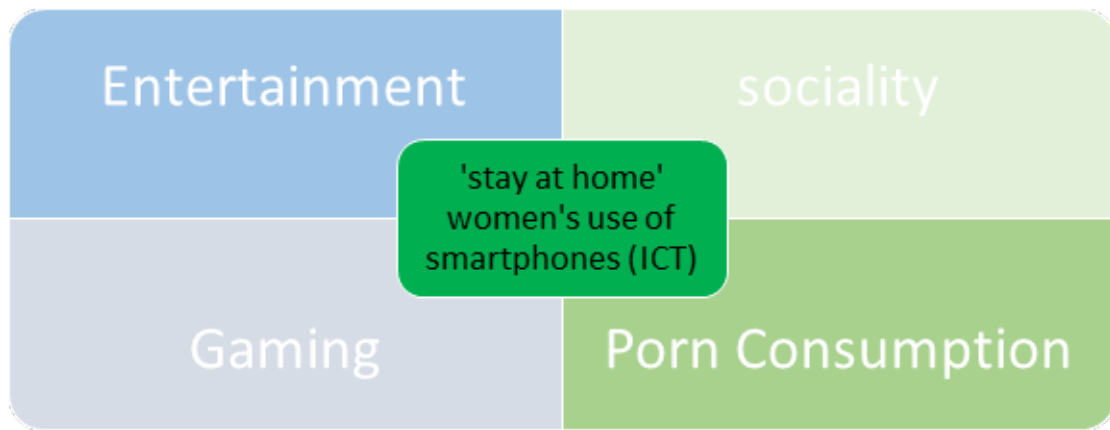 Entertainment
sociality
'stay at home'
women's use of
smartphones (ICT)
Gaming
Porn Consumption